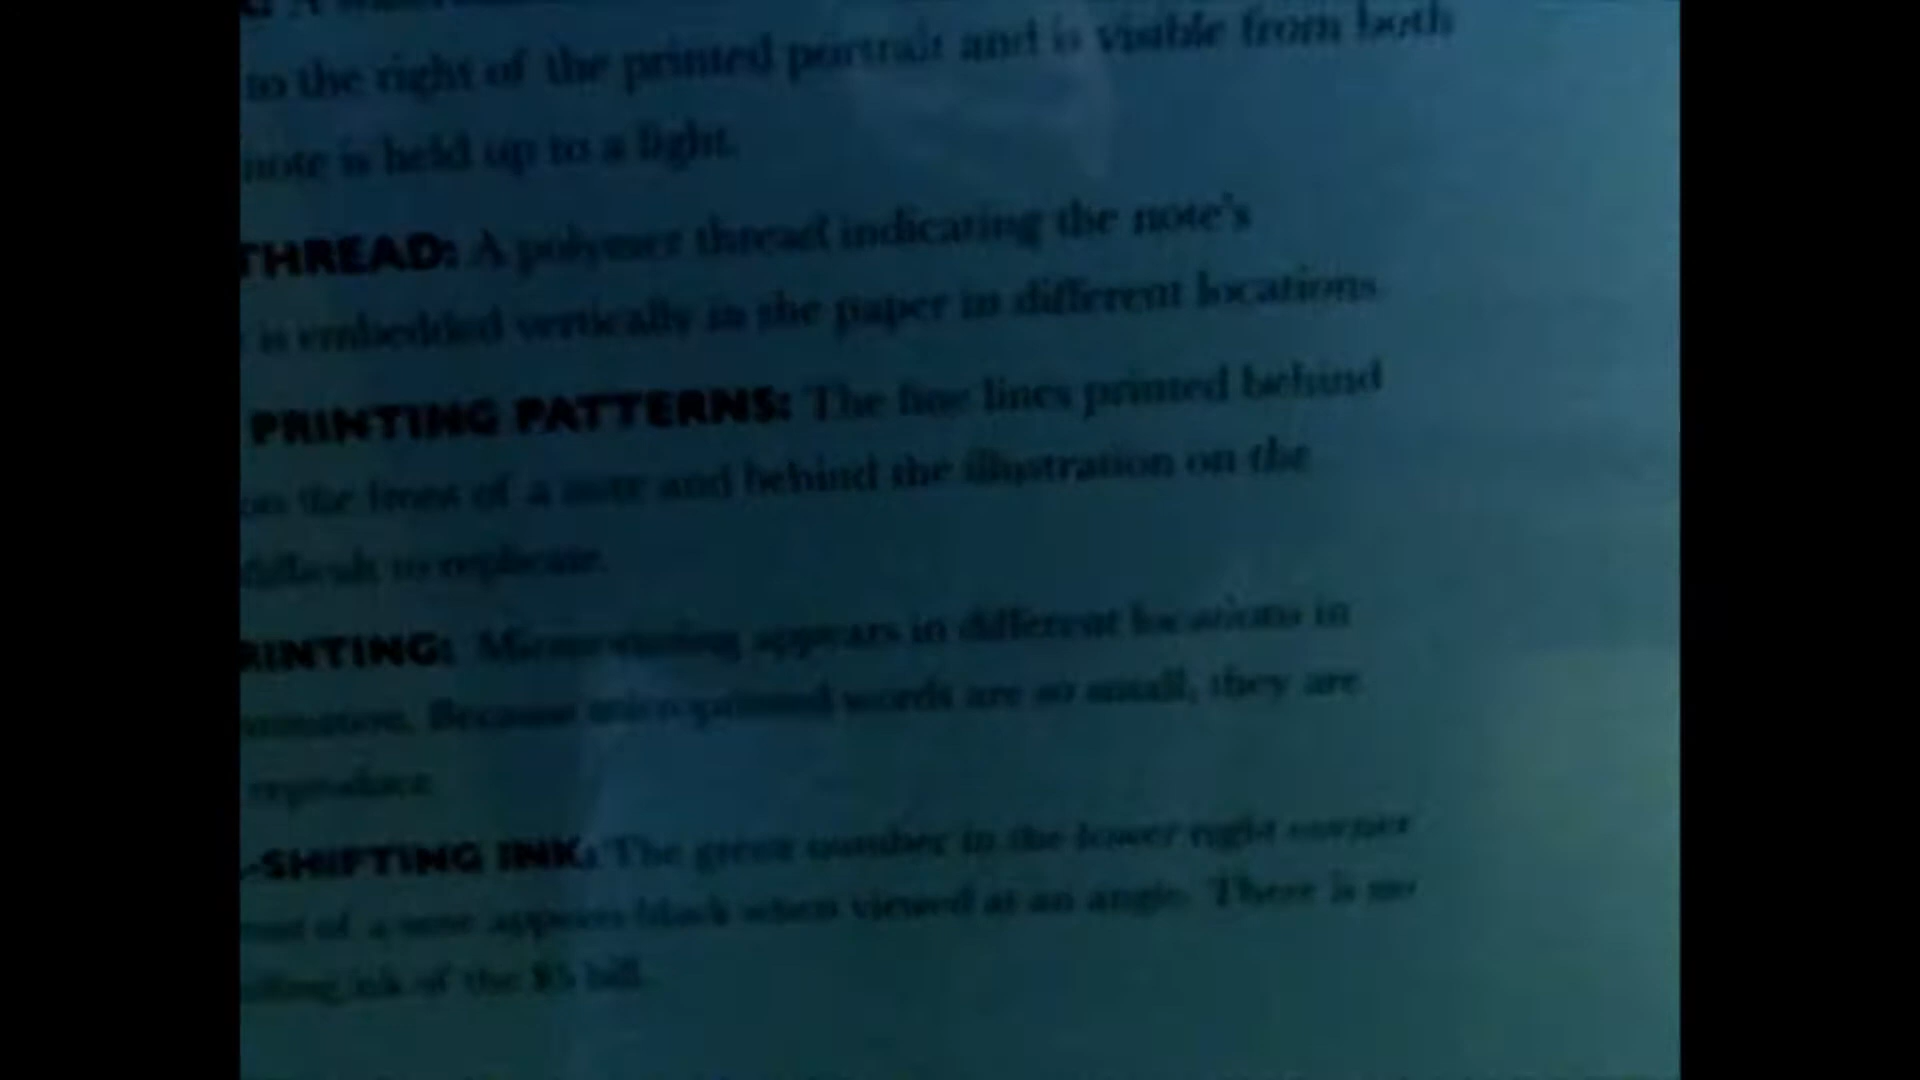 to the right of the printed portrait and is visible from both
note is held up to a light.
THREAD: A polymer thread indicating the note's
is embedded vertically in the paper in different locations
PRINTING PATTERNS: The fine lines printed behind
on the front of a note and behind the illustration on the
difficult to replicate.
RINTING: Microprinting appears in different locations in
Because microprinted words are so small, they are
reproduce
-SHIFTING INK: The green number in the lower right corner
of a note appears black when viewed at an angle. There is no
ink of the $5 bill.